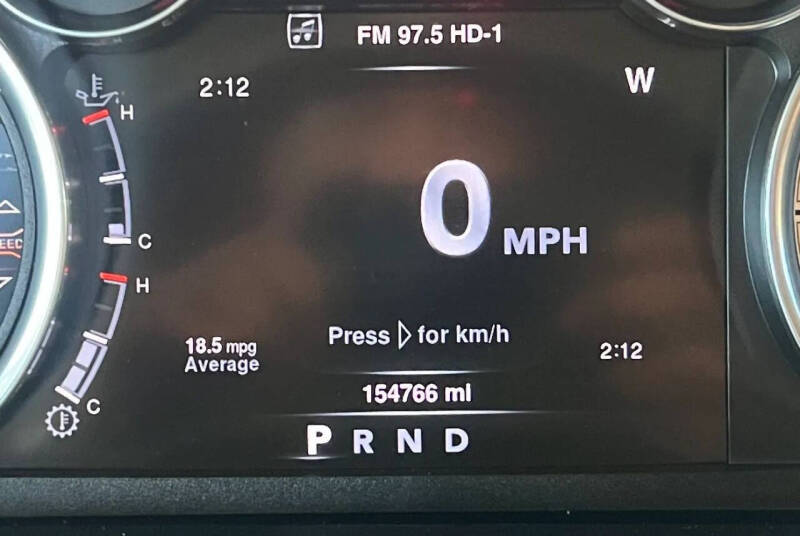 FM 97.5 HD-1
2:12
W
H
0 MPH
C
H
Press ▷ for km/h
18.5 mpg
Average
2:12
154766 mi
C
P R N D